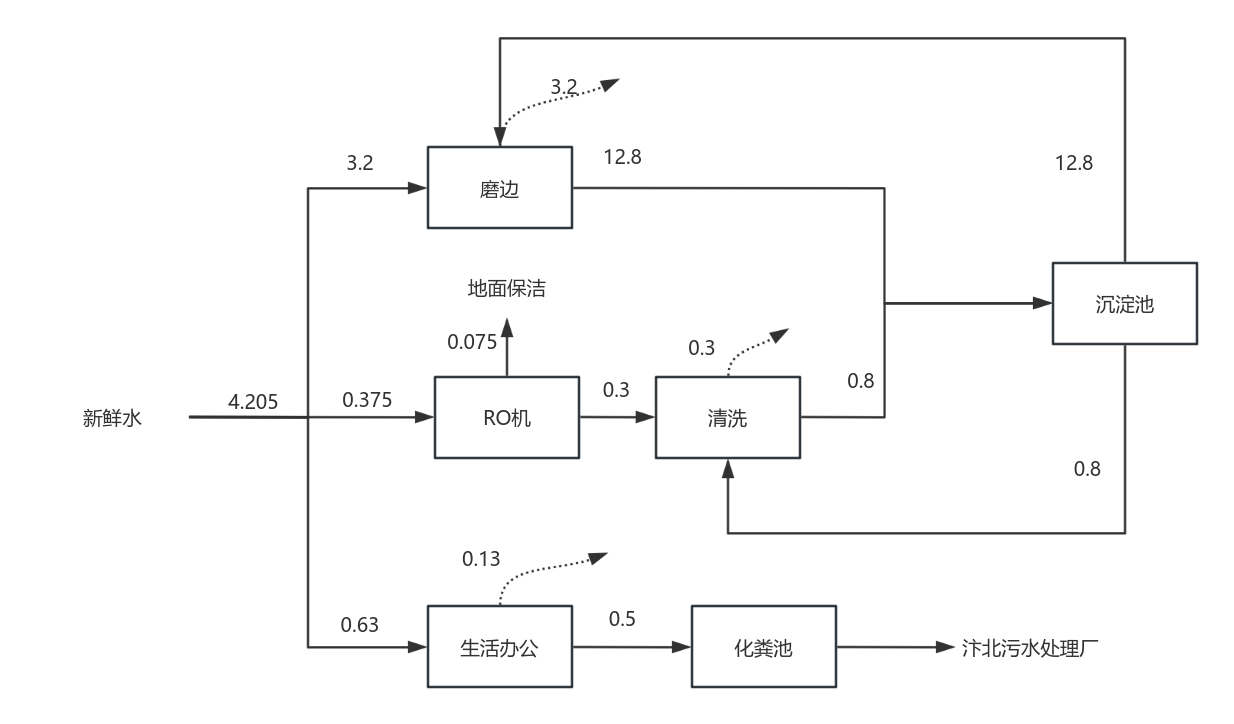 3.2
3.2
12.8
12.8
磨边
地面保洁
沉淀池
0.075
0.3
0.3
0.8
4.205
0.375
新鲜水
RO机
清洗
0.8
0.13
0.63
0.5
生活办公
化粪池
汴北污水处理厂